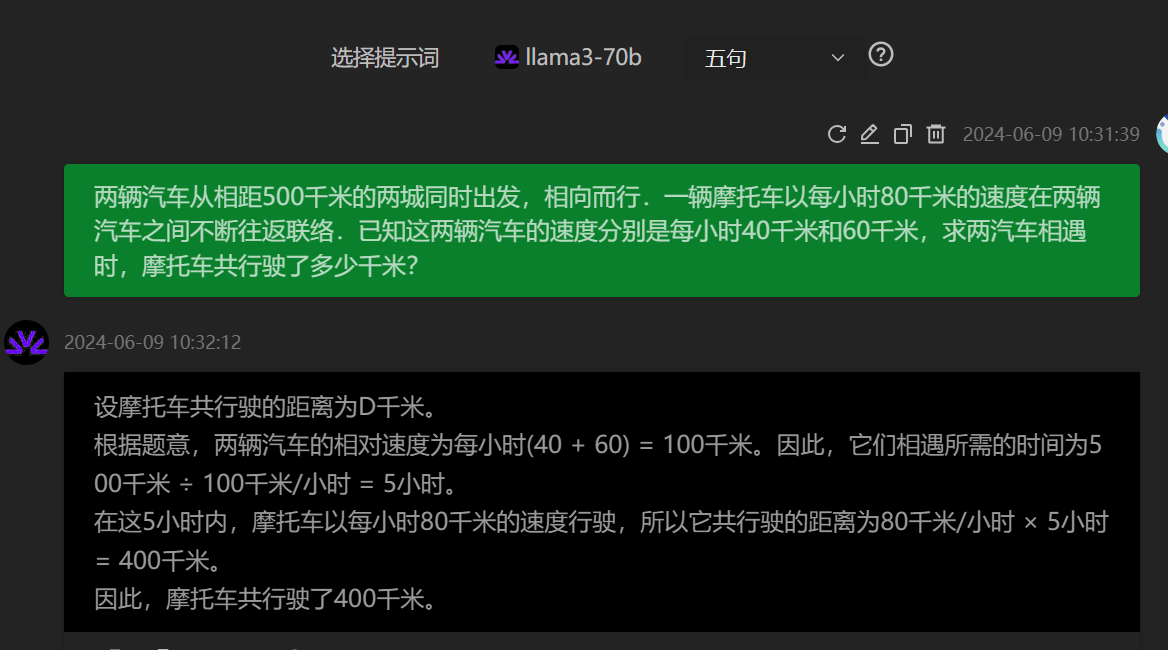 选择提示词 llama3-70b 五句
2024-06-09 10:31:39
两辆汽车从相距500千米的两城同时出发，相向而行．一辆摩托车以每小时80千米的速度在两辆
汽车之间不断往返联络．已知这两辆汽车的速度分别是每小时40千米和60千米，求两汽车相遇
时，摩托车共行驶了多少千米？
2024-06-09 10:32:12
设摩托车共行驶的距离为D千米。
根据题意，两辆汽车的相对速度为每小时(40 + 60) = 100千米。因此，它们相遇所需的时间为5
00千米 ÷ 100千米/小时 = 5小时。
在这5小时内，摩托车以每小时80千米的速度行驶，所以它共行驶的距离为80千米/小时 × 5小时
= 400千米。
因此，摩托车共行驶了400千米。